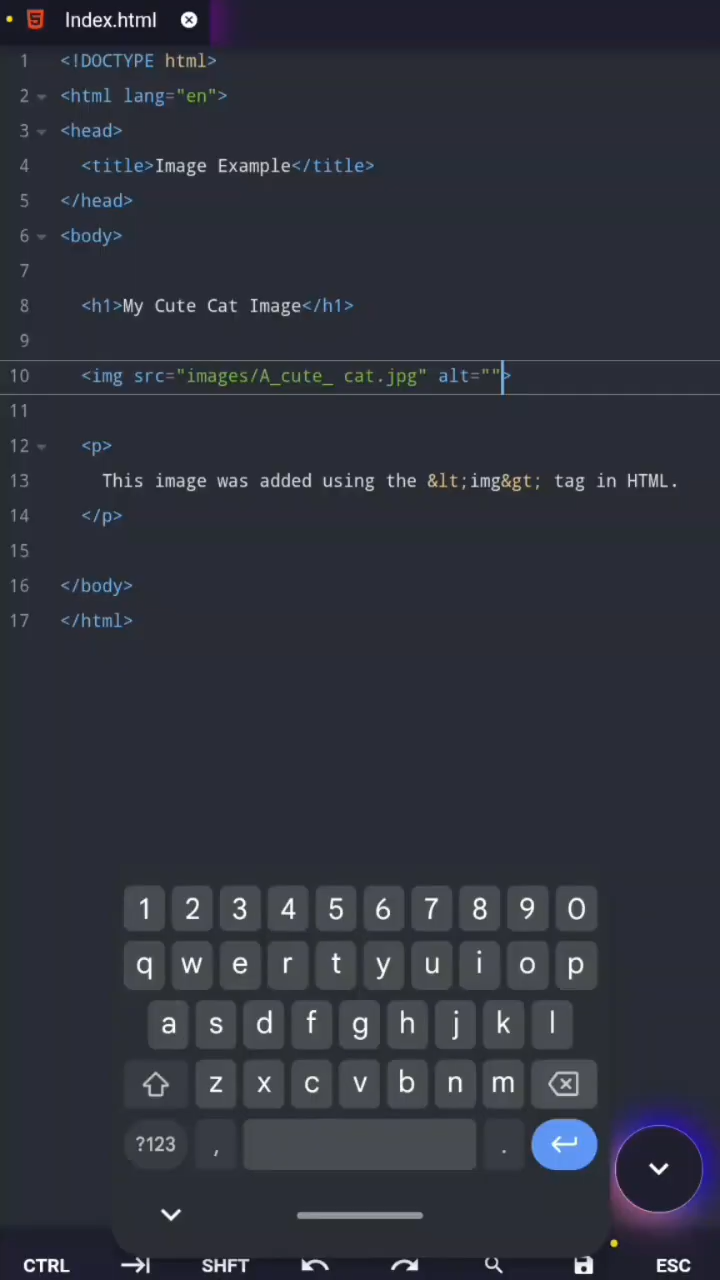 Index.html
1 <!DOCTYPE html>
2 <html lang="en">
3 <head>
4 <title>Image Example</title>
5 </head>
6 <body>
7
8 <h1>My Cute Cat Image</h1>
9
10 <img src="images/A_cute_ cat.jpg" alt="">
11
12 <p>
13 This image was added using the &lt;img&gt; tag in HTML.
14 </p>
15
16 </body>
17 </html>
1 2 3 4 5 6 7 8 9 0
q w e r t y u i o p
a s d f g h j k l
z x c v b n m
?123 , .
CTRL SHFT ESC